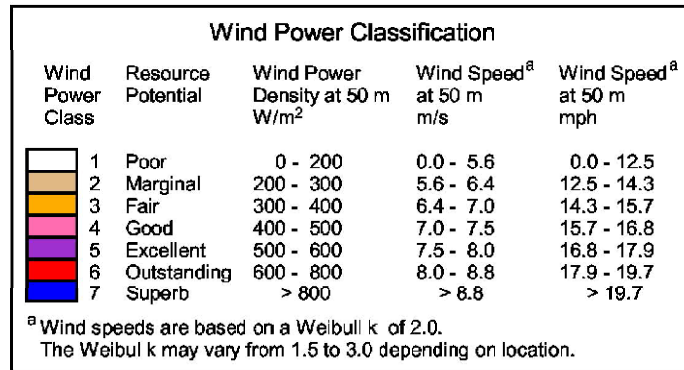 Wind Power Classification
Wind Resource Wind Power Wind Speedᵃ Wind Speedᵃ
Power Potential Density at 50 m at 50 m at 50 m
Class W/m² m/s mph
1 Poor 0 - 200 0.0 - 5.6 0.0 - 12.5
2 Marginal 200 - 300 5.6 - 6.4 12.5 - 14.3
3 Fair 300 - 400 6.4 - 7.0 14.3 - 15.7
4 Good 400 - 500 7.0 - 7.5 15.7 - 16.8
5 Excellent 500 - 600 7.5 - 8.0 16.8 - 17.9
6 Outstanding 600 - 800 8.0 - 8.8 17.9 - 19.7
7 Superb > 800 > 8.8 > 19.7
ᵃ Wind speeds are based on a Weibull k of 2.0.
The Weibul k may vary from 1.5 to 3.0 depending on location.